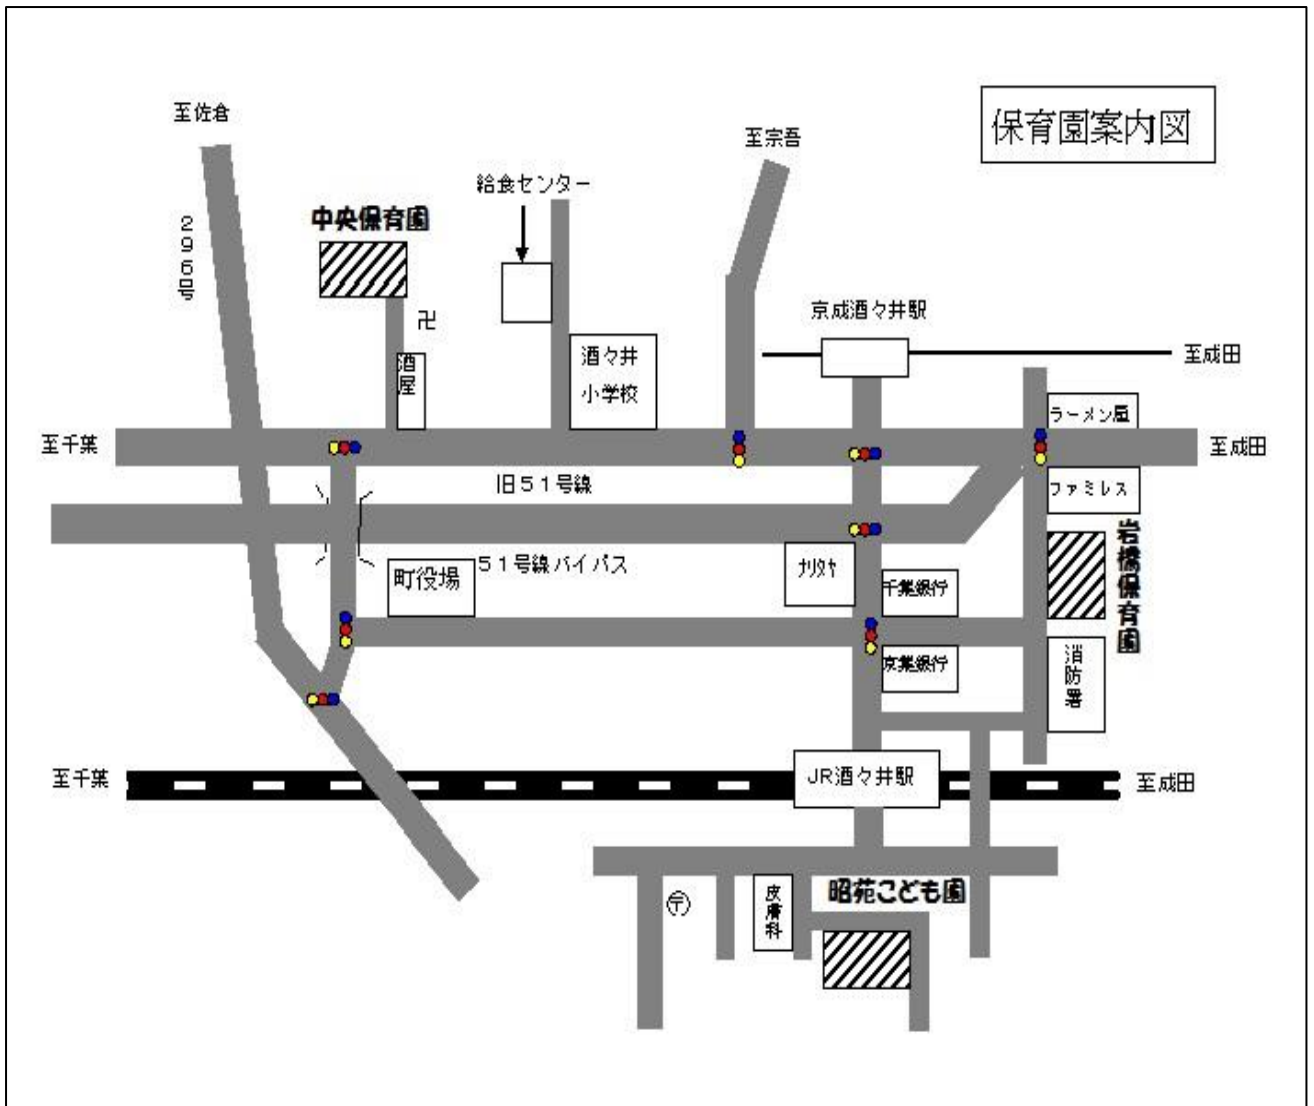 保育園案内図
至佐倉
至宗吾
給食センター
中央保育園
296号
京成酒々井駅
卍
酒屋
酒々井
小学校
至成田
ラーメン屋
至千葉
至成田
旧51号線
ファミレス
岩橋保育園
51号線バイパス
町役場
ナリタヤ
千葉銀行
京葉銀行
消防署
至千葉
JR酒々井駅
至成田
皮膚科
昭苑こども園
〒